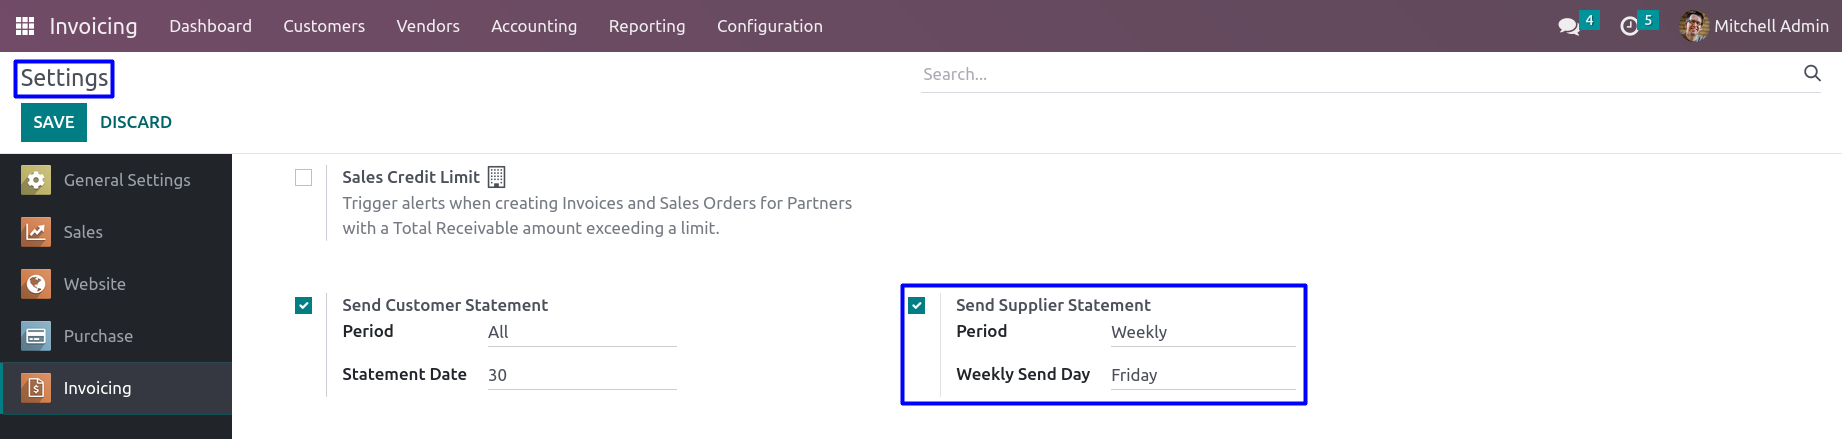 Invoicing Dashboard Customers Vendors Accounting Reporting Configuration 4 5 Mitchell Admin
Settings Search...
SAVE DISCARD
General Settings
Sales
Website
Purchase
Invoicing
Sales Credit Limit
Trigger alerts when creating Invoices and Sales Orders for Partners
with a Total Receivable amount exceeding a limit.
Send Customer Statement
Period All
Statement Date 30
Send Supplier Statement
Period Weekly
Weekly Send Day Friday